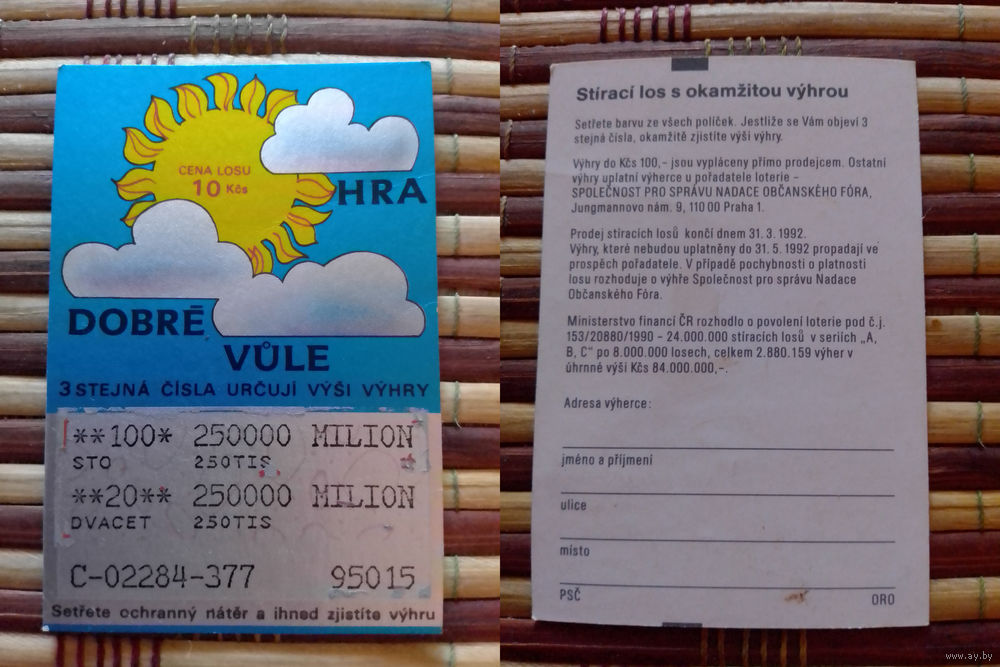 CENA LOSU
10 Kčs
HRA
DOBRÉ
VŮLE
3 STEJNÁ ČÍSLA URČUJÍ VÝŠI VÝHRY
**100* 250000 MILION
STO 250TIS
**20** 250000 MILION
DVACET 250TIS
C-02284-377 95015
Setřete ochranný nátěr a ihned zjistíte výhru
Stírací los s okamžitou výhrou
Setřete barvu ze všech políček. Jestliže se Vám objeví 3
stejná čísla, okamžitě zjistíte výši výhry.
Výhry do Kčs 100,- jsou vypláceny přímo prodejcem. Ostatní
výhry uplatní výherce u pořadatele loterie –
SPOLEČNOST PRO SPRÁVU NADACE OBČANSKÉHO FÓRA,
Jungmannovo nám. 9, 110 00 Praha 1.
Prodej stíracích losů končí dnem 31. 3. 1992.
Výhry, které nebudou uplatněny do 31. 5. 1992 propadají ve
prospěch pořadatele. V případě pochybnosti o platnosti
losu rozhoduje o výhře Společnost pro správu Nadace
Občanského Fóra.
Ministerstvo financí ČR rozhodlo o povolení loterie pod č. j.
153/20880/1990 – 24.000.000 stíracích losů v seriích „A,
B, C" po 8.000.000 losech, celkem 2.880.159 výher v
úhrnné výši Kčs 84.000.000,-.
Adresa výherce:
jméno a příjmení
ulice
místo
PSČ ORO
www.ay.by